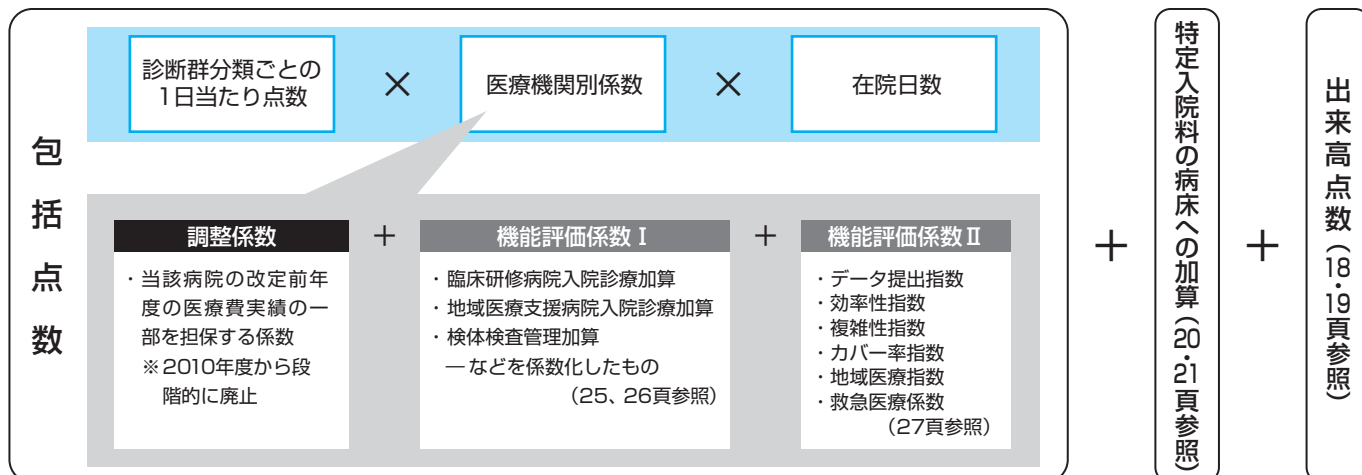 包括点数
診断群分類ごとの
1日当たり点数
×
医療機関別係数
×
在院日数
調整係数
・当該病院の改定前年
度の医療費実績の一
部を担保する係数
※2010年度から段
階的に廃止
＋
機能評価係数Ⅰ
・臨床研修病院入院診療加算
・地域医療支援病院入院診療加算
・検体検査管理加算
―などを係数化したもの
（25、26頁参照）
＋
機能評価係数Ⅱ
・データ提出指数
・効率性指数
・複雑性指数
・カバー率指数
・地域医療指数
・救急医療係数
（27頁参照）
＋
特定入院料の病床への加算（20・21頁参照）
＋
出来高点数（18・19頁参照）